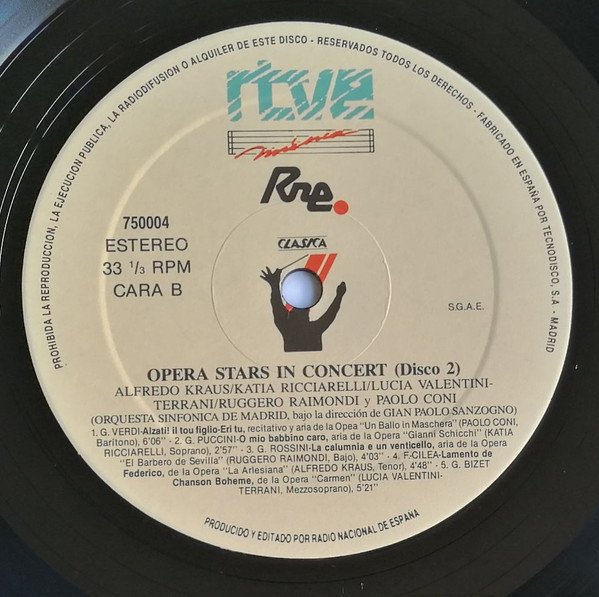 PROHIBIDA LA REPRODUCCION, LA EJECUCION PUBLICA, LA RADIODIFUSION O ALQUILER DE ESTE DISCO - RESERVADOS TODOS LOS DERECHOS - FABRICADO EN ESPAÑA POR TECNODISCO, S.A - MADRID
rtve
música
Rne.
CLASICA
750004
ESTEREO
33 1/3 RPM
CARA B
S.G.A.E.
OPERA STARS IN CONCERT (Disco 2)
ALFREDO KRAUS/KATIA RICCIARELLI/LUCIA VALENTINI-
TERRANI/RUGGERO RAIMONDI y PAOLO CONI
(ORQUESTA SINFONICA DE MADRID, bajo la dirección de GIAN PAOLO SANZOGNO)
1. G. VERDI-Alzati! il tou figlio-Eri tu, recitativo y aria de la Opera "Un Ballo in Maschera" (PAOLO CONI,
Barítono), 6'06" - 2. G. PUCCINI-O mio babbino caro, aria de la Opera "Gianni Schicchi" (KATIA
RICCIARELLI, Soprano), 2'57" - 3. G. ROSSINI-La calumnia e un venticello, aria de la Opera
"El Barbero de Sevilla" (RUGGERO RAIMONDI, Bajo), 4'03" - 4. F-CILEA-Lamento de
Federico, de la Opera "La Arlesiana" (ALFREDO KRAUS, Tenor), 4'48" - 5. G. BIZET
Chanson Boheme, de la Opera "Carmen" (LUCIA VALENTINI-
TERRANI, Mezzosoprano), 5'21"
PRODUCIDO Y EDITADO POR RADIO NACIONAL DE ESPAÑA